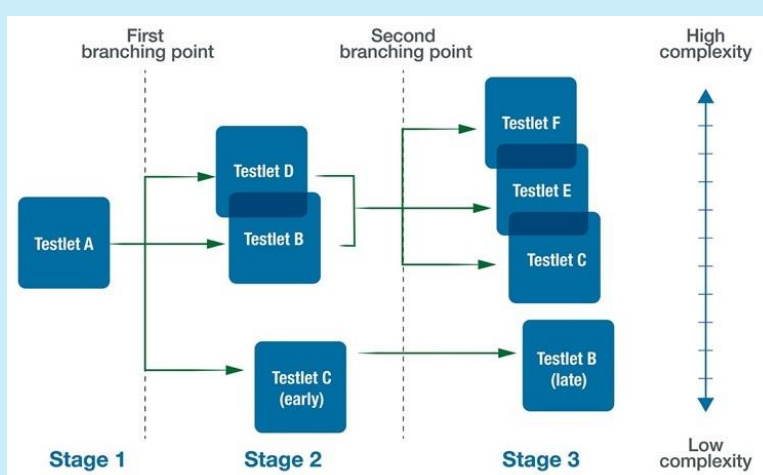 First
branching point
Second
branching point
High
complexity
Testlet F
Testlet D
Testlet E
Testlet A
Testlet B
Testlet C
Testlet C
(early)
Testlet B
(late)
Stage 1
Stage 2
Stage 3
Low
complexity